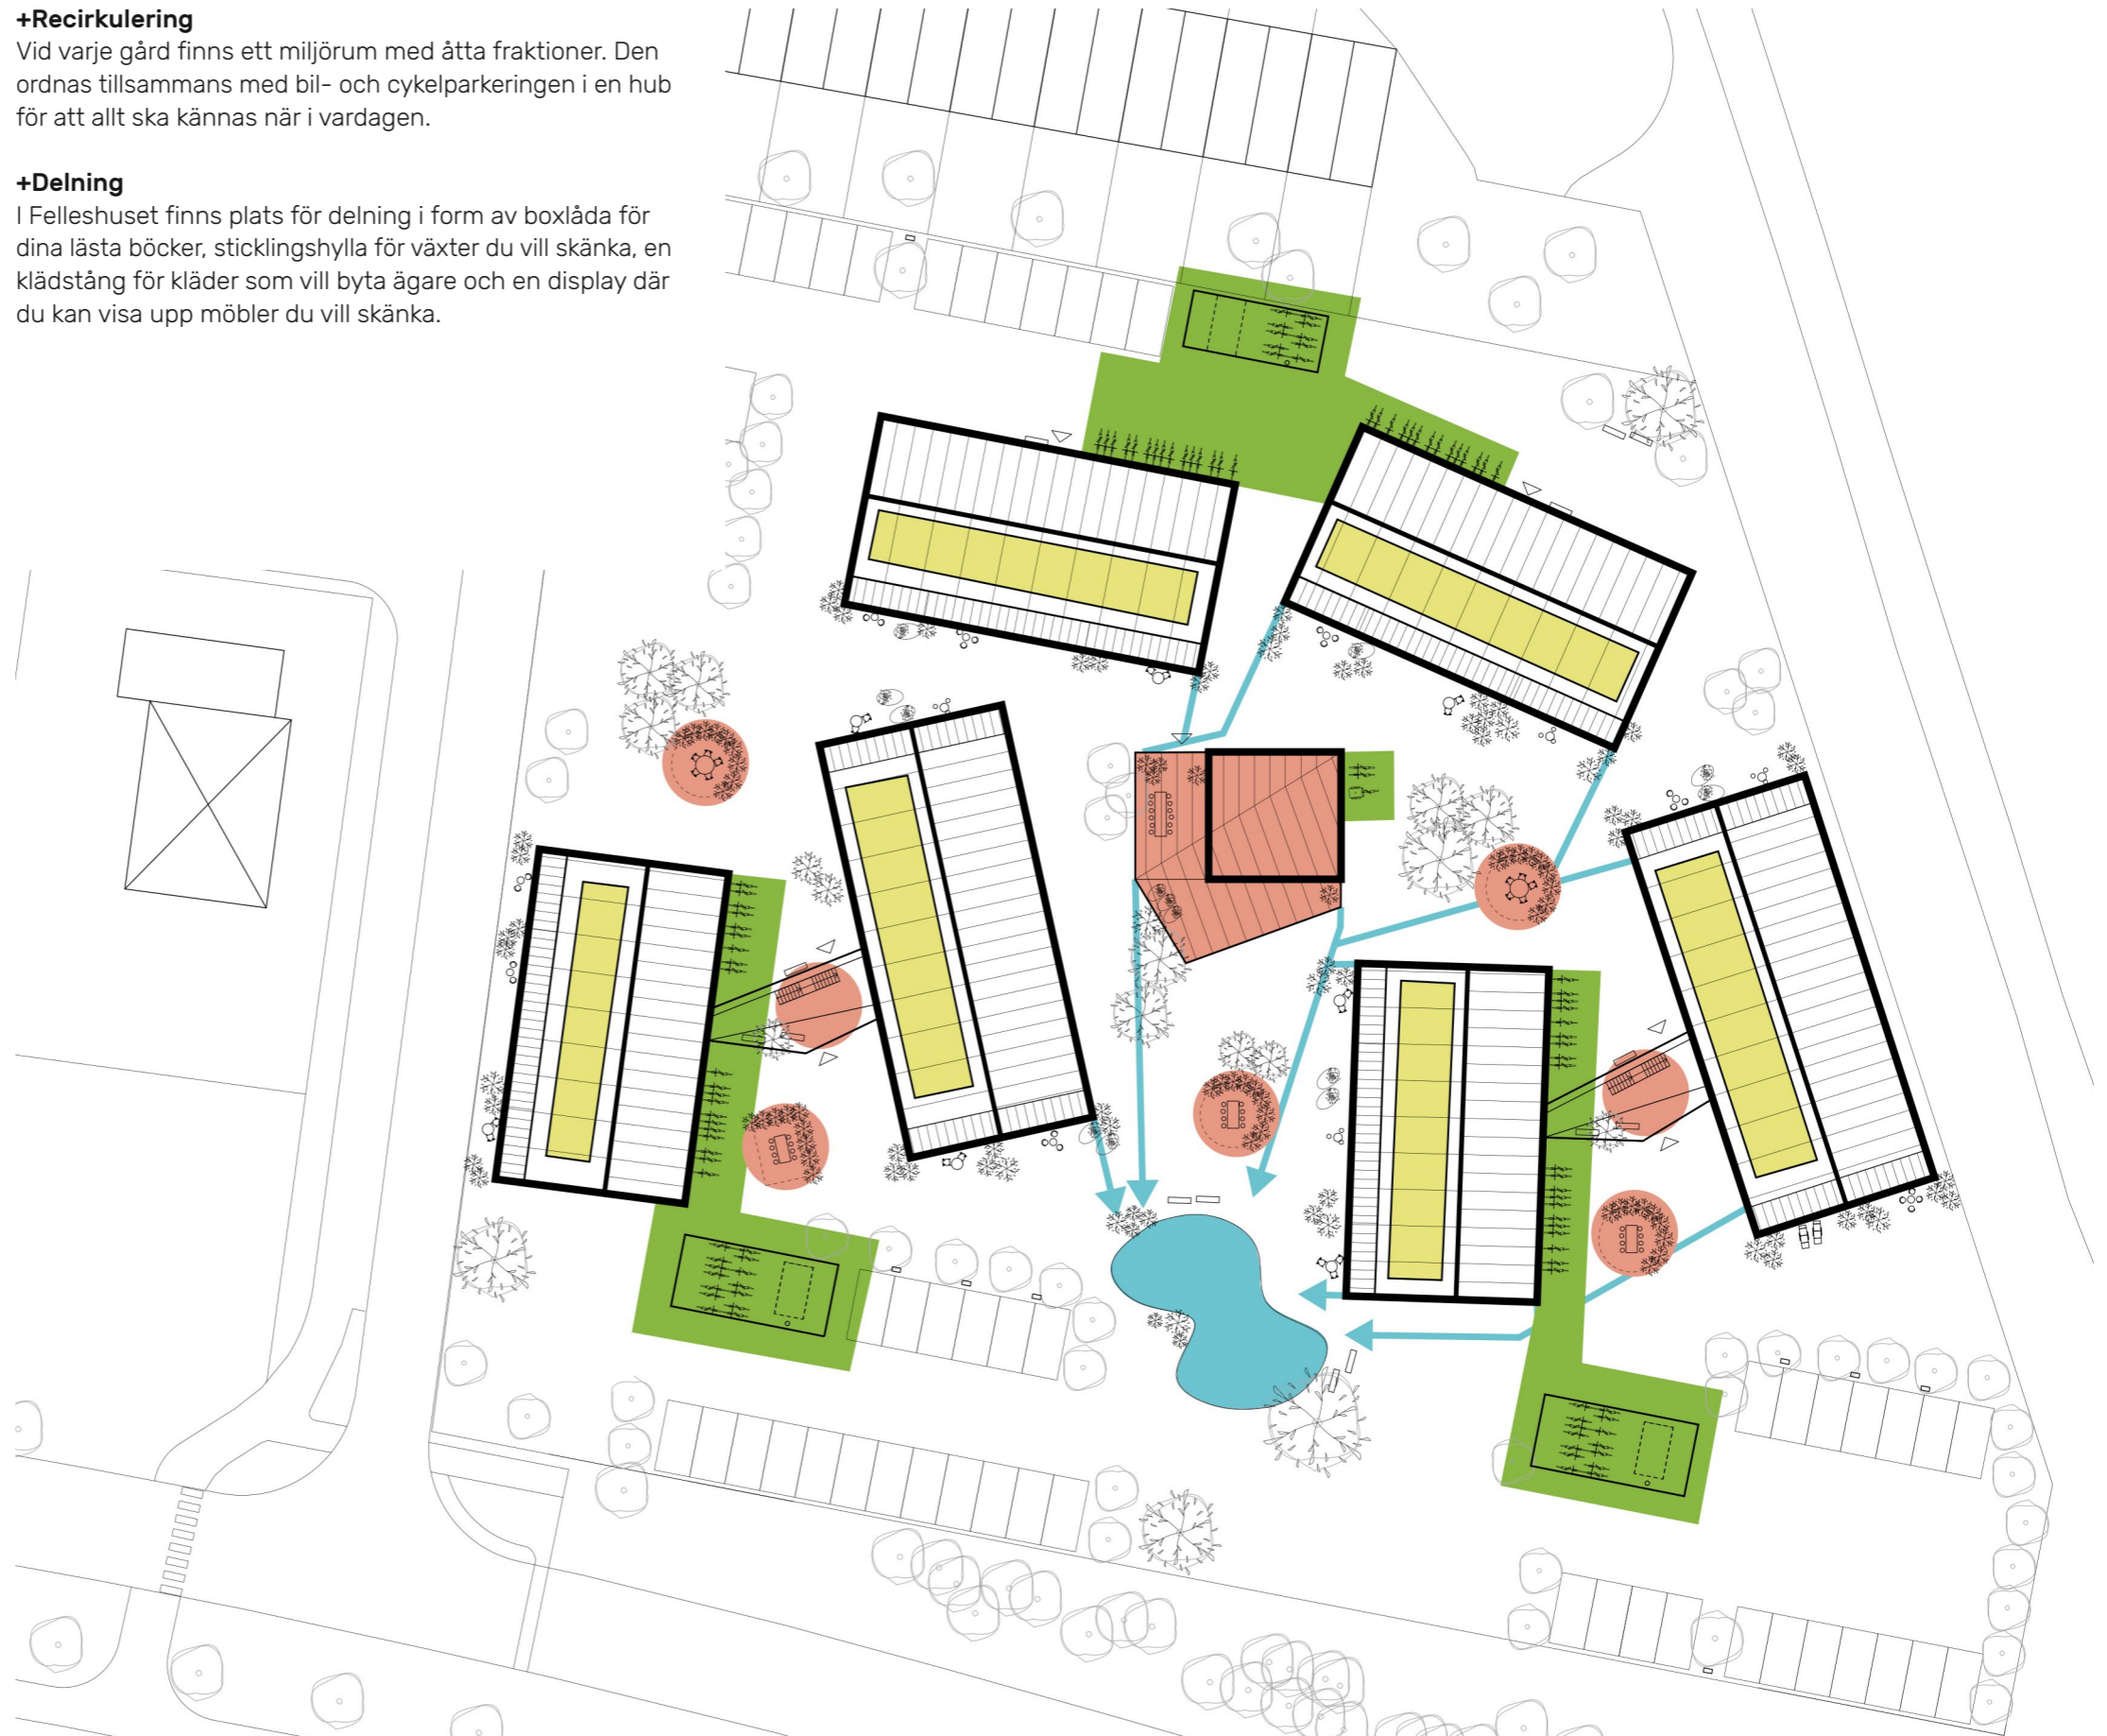 +Recirkulering
Vid varje gård finns ett miljörum med åtta fraktioner. Den
ordnas tillsammans med bil- och cykelparkeringen i en hub
för att allt ska kännas när i vardagen.
+Delning
I Felleshuset finns plats för delning i form av boxlåda för
dina lästa böcker, sticklingshylla för växter du vill skänka, en
klädstång för kläder som vill byta ägare och en display där
du kan visa upp möbler du vill skänka.